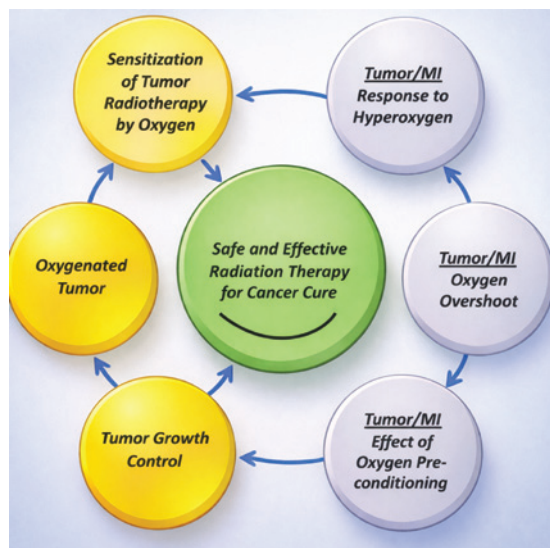 Sensitization
of Tumor
Radiotherapy
by Oxygen
Tumor/MI
Response to
Hyperoxygen
Oxygenated
Tumor
Safe and Effective
Radiation Therapy
for Cancer Cure
Tumor/MI
Oxygen
Overshoot
Tumor Growth
Control
Tumor/MI
Effect of
Oxygen Pre-
conditioning